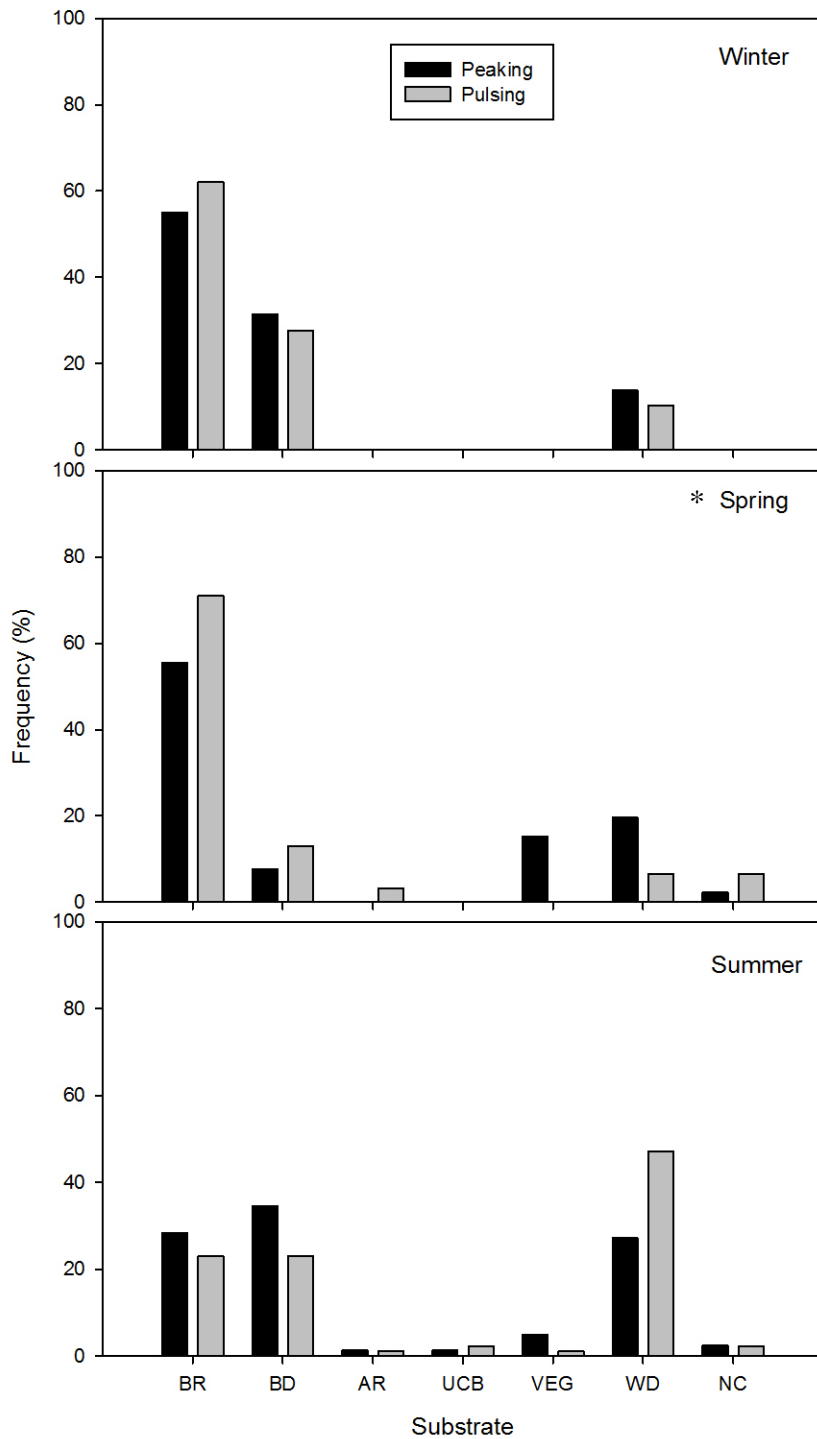 100
80
60
40
20
0
Winter
Peaking
Pulsing
100
80
60
40
20
0
* Spring
Frequency (%)
100
80
60
40
20
0
Summer
BR BD AR UCB VEG WD NC
Substrate